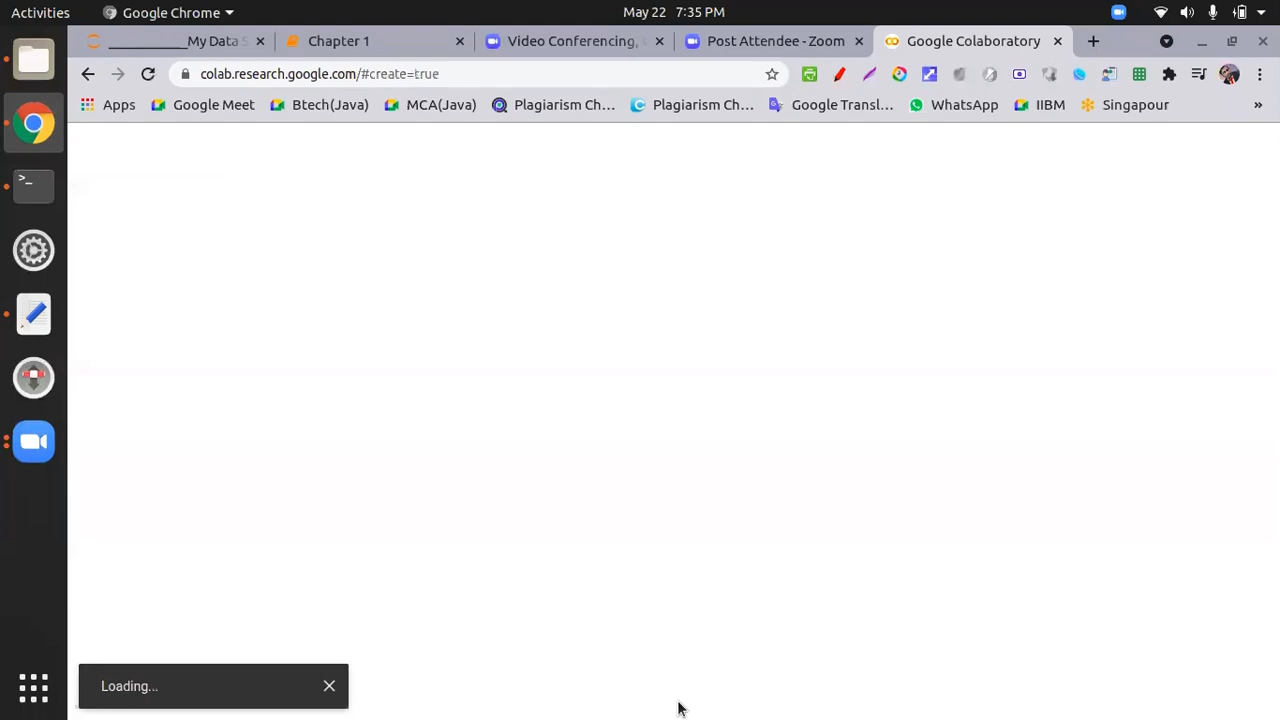 Activities Google Chrome May 22 7:35 PM
___________My Data S Chapter 1 Video Conferencing, Post Attendee - Zoom Google Colaboratory
colab.research.google.com/#create=true
Apps Google Meet Btech(Java) MCA(Java) Plagiarism Ch... Plagiarism Ch... Google Transl... WhatsApp IIBM Singapour »
Loading...